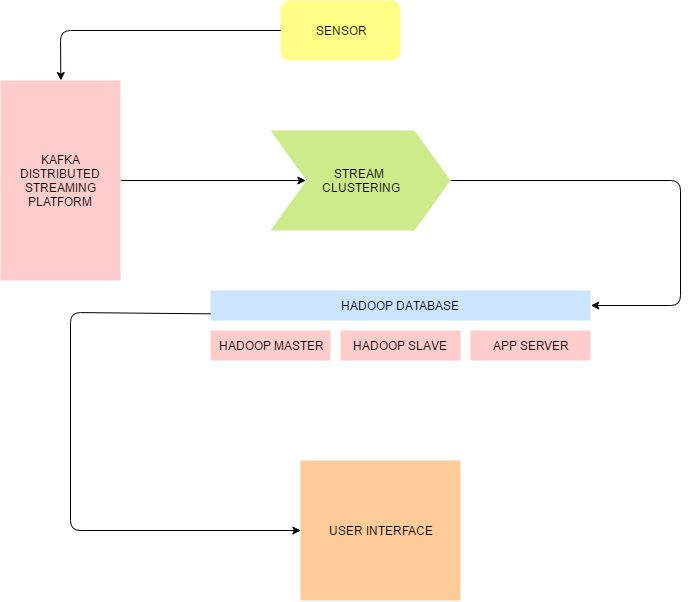 SENSOR
KAFKA
DISTRIBUTED
STREAMING
PLATFORM
STREAM
CLUSTERING
HADOOP DATABASE
HADOOP MASTER
HADOOP SLAVE
APP SERVER
USER INTERFACE